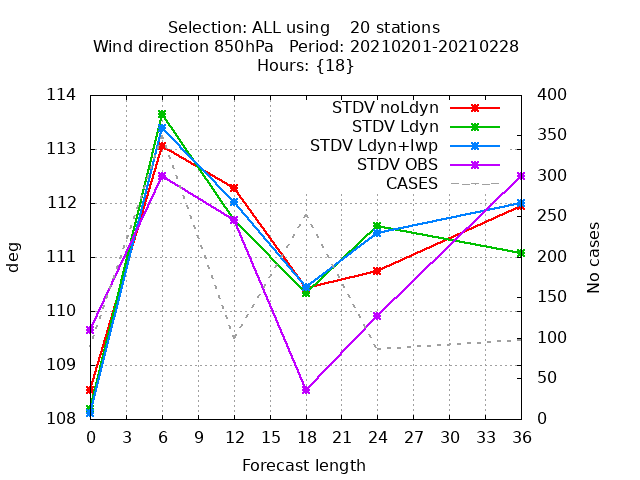 Selection: ALL using    20 stations
Wind direction 850hPa   Period: 20210201-20210228
Hours: {18}
STDV noLdyn
STDV Ldyn
STDV Ldyn+lwp
STDV OBS
CASES
deg
114
113
112
111
110
109
108
400
350
300
250
200
150
100
50
0
No cases
0 3 6 9 12 15 18 21 24 27 30 33 36
Forecast length